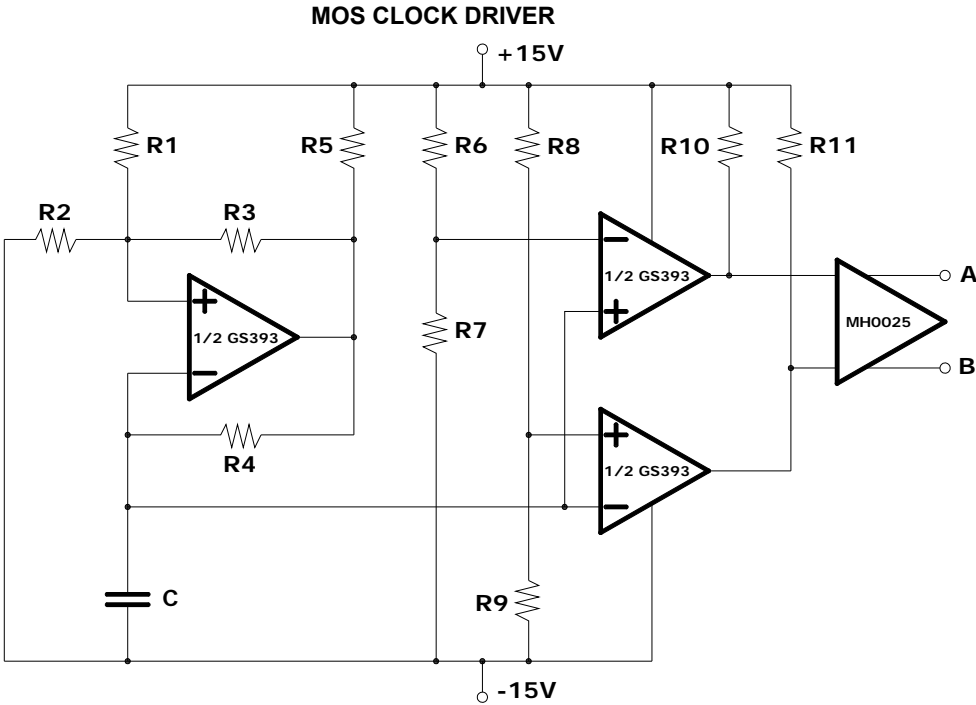 MOS CLOCK DRIVER
+15V
R1
R5
R6
R8
R10
R11
R2
R3
1/2 GS393
A
1/2 GS393
MH0025
R7
B
R4
1/2 GS393
C
R9
-15V